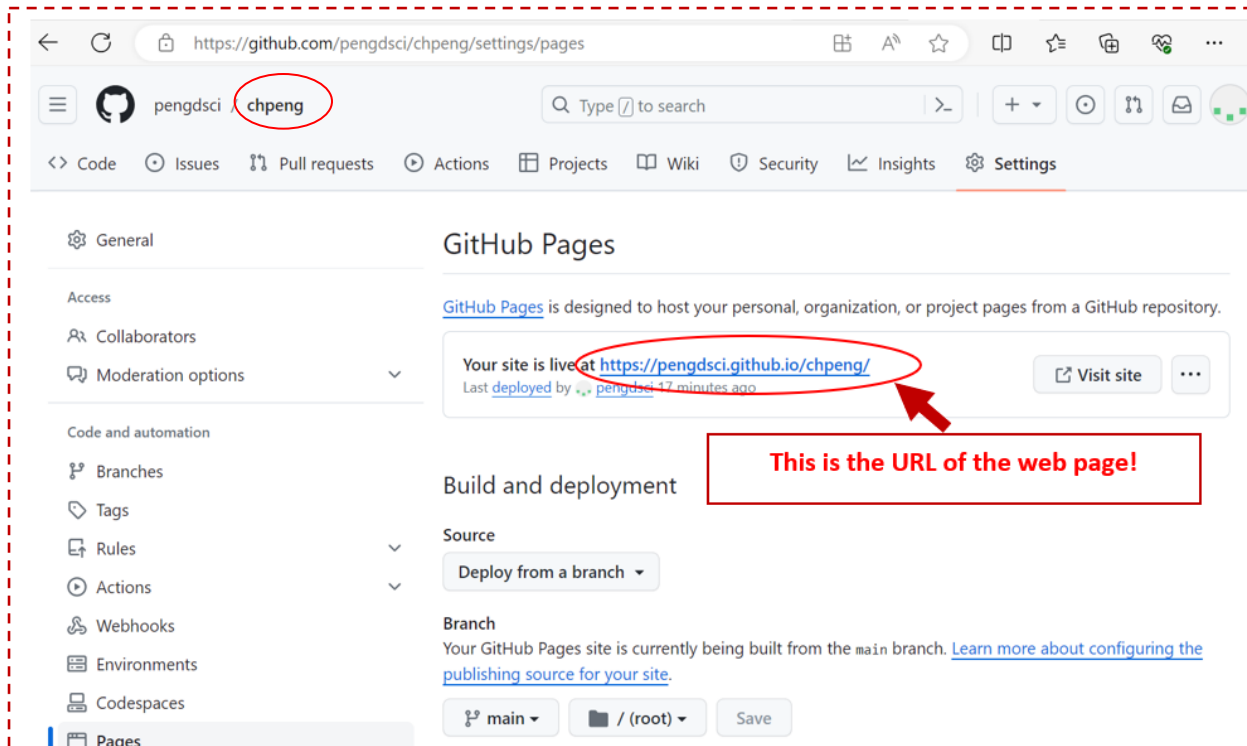 https://github.com/pengdsci/chpeng/settings/pages
pengdsci / chpeng
Type / to search
Code Issues Pull requests Actions Projects Wiki Security Insights Settings
General
Access
Collaborators
Moderation options
Code and automation
Branches
Tags
Rules
Actions
Webhooks
Environments
Codespaces
Pages
GitHub Pages
GitHub Pages is designed to host your personal, organization, or project pages from a GitHub repository.
Your site is live at https://pengdsci.github.io/chpeng/
Last deployed by pengdsci 17 minutes ago
Visit site
This is the URL of the web page!
Build and deployment
Source
Deploy from a branch
Branch
Your GitHub Pages site is currently being built from the main branch. Learn more about configuring the
publishing source for your site.
main / (root) Save